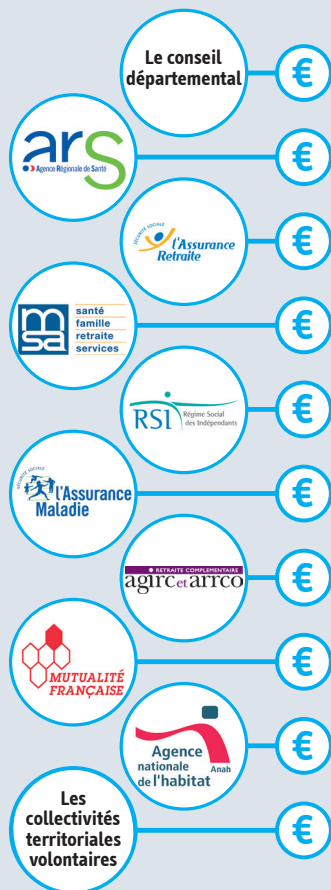 Le conseil
départemental
€
ars
Agence Régionale de Santé
€
SÉCURITÉ SOCIALE
l'Assurance
Retraite
€
msa
santé
famille
retraite
services
€
RSI
Régime Social
des Indépendants
€
SÉCURITÉ SOCIALE
l'Assurance
Maladie
€
RETRAITE COMPLÉMENTAIRE
agirc et arrco
€
MUTUALITÉ
FRANÇAISE
€
Agence
nationale
de l'habitat
Anah
€
Les
collectivités
territoriales
volontaires
€